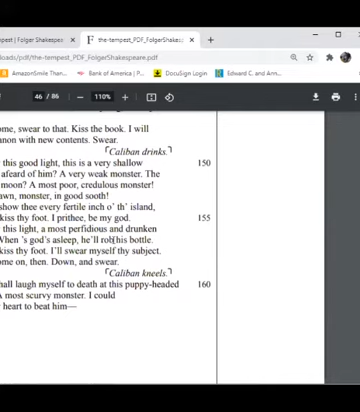 pest | Folger Shakespeare L
the-tempest_PDF_FolgerShakes
oads/pdf/the-tempest_PDF_FolgerShakespeare.pdf
AmazonSmile Than...
Bank of America | P...
DocuSign Login
Edward C. and Ann...
46 / 86
110%
ome, swear to that. Kiss the book. I will
nnon with new contents. Swear.
⌜Caliban drinks.⌝
this good light, this is a very shallow 150
afeard of him? A very weak monster. The
moon? A most poor, credulous monster!
awn, monster, in good sooth!
show thee every fertile inch o' th' island,
kiss thy foot. I prithee, be my god. 155
this light, a most perfidious and drunken
When 's god's asleep, he'll rob his bottle.
kiss thy foot. I'll swear myself thy subject.
ome on, then. Down, and swear.
⌜Caliban kneels.⌝
hall laugh myself to death at this puppy-headed 160
A most scurvy monster. I could
heart to beat him—